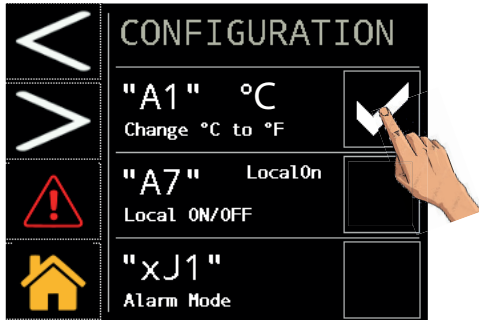 CONFIGURATION
"A1" °C
Change °C to °F
"A7" LocalOn
Local ON/OFF
"xJ1"
Alarm Mode